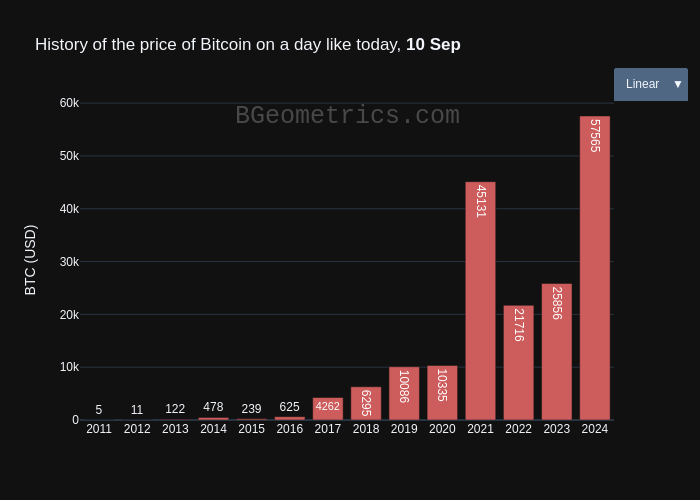 History of the price of Bitcoin on a day like today, 10 Sep
Linear ▼
BGeometrics.com
BTC (USD)
60k
50k
40k
30k
20k
10k
0
5
11
122
478
239
625
4262
6295
10086
10335
45131
21716
25856
57565
2011 2012 2013 2014 2015 2016 2017 2018 2019 2020 2021 2022 2023 2024